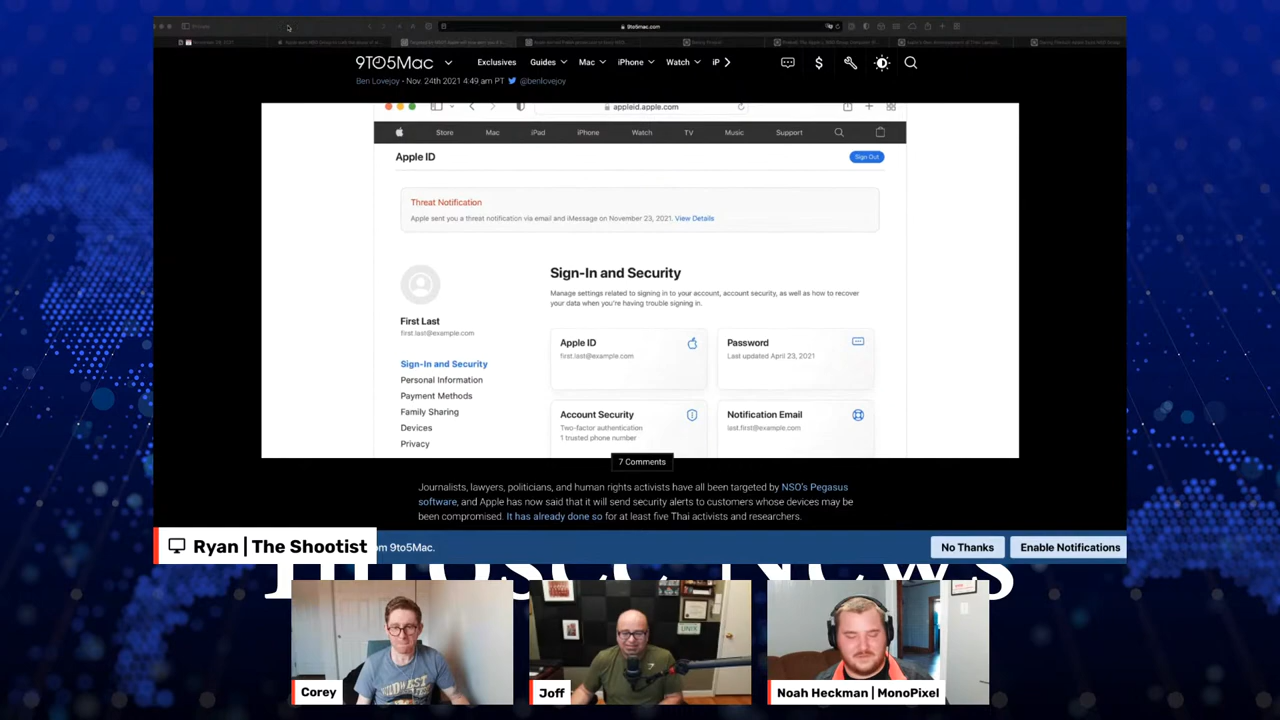 9to5mac.com
9TO5Mac
Exclusives Guides Mac iPhone Watch iP
Ben Lovejoy - Nov. 24th 2021 4:49 am PT @benlovejoy
appleid.apple.com
Store Mac iPad iPhone Watch TV Music Support
Apple ID
Sign Out
Threat Notification
Apple sent you a threat notification via email and iMessage on November 23, 2021. View Details
Sign-In and Security
Manage settings related to signing in to your account, account security, as well as how to recover
your data when you're having trouble signing in.
First Last
first.last@example.com
Sign-In and Security
Personal Information
Payment Methods
Family Sharing
Devices
Privacy
Apple ID
first.last@example.com
Password
Last updated April 23, 2021
Account Security
Two-factor authentication
1 trusted phone number
Notification Email
last.first@example.com
7 Comments
Journalists, lawyers, politicians, and human rights activists have all been targeted by NSO's Pegasus
software, and Apple has now said that it will send security alerts to customers whose devices may
be compromised. It has already done so for at least five Thai activists and researchers.
Ryan | The Shootist
om 9to5Mac.
No Thanks
Enable Notifications
Infosec News
UNIX
Corey
Joff
Noah Heckman | MonoPixel